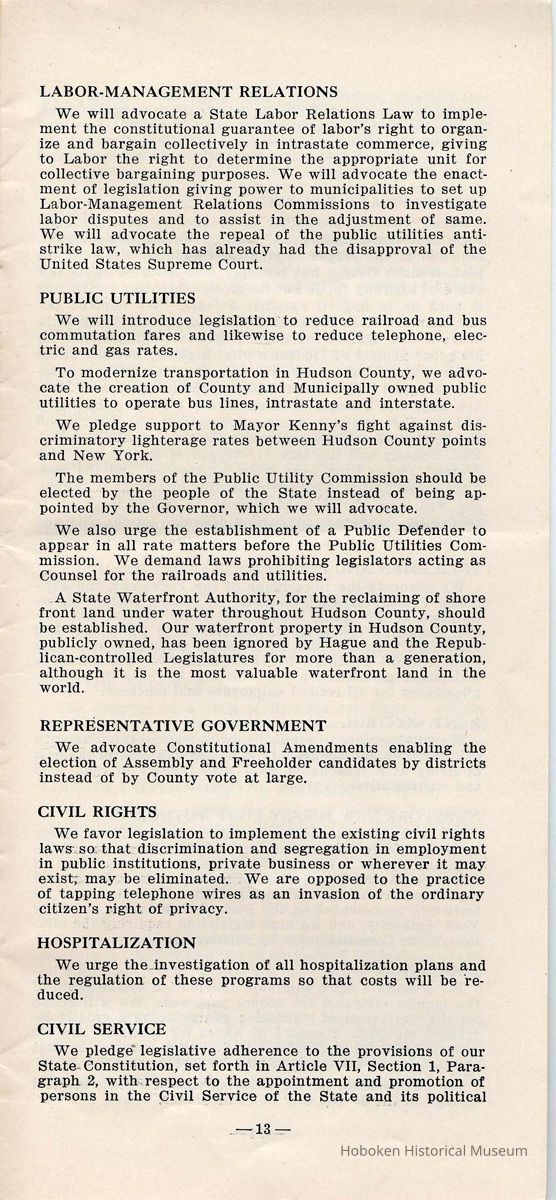 LABOR-MANAGEMENT RELATIONS
We will advocate a State Labor Relations Law to imple-
ment the constitutional guarantee of labor's right to organ-
ize and bargain collectively in intrastate commerce, giving
to Labor the right to determine the appropriate unit for
collective bargaining purposes. We will advocate the enact-
ment of legislation giving power to municipalities to set up
Labor-Management Relations Commissions to investigate
labor disputes and to assist in the adjustment of same.
We will advocate the repeal of the public utilities anti-
strike law, which has already had the disapproval of the
United States Supreme Court.
PUBLIC UTILITIES
We will introduce legislation to reduce railroad and bus
commutation fares and likewise to reduce telephone, elec-
tric and gas rates.
To modernize transportation in Hudson County, we advo-
cate the creation of County and Municipally owned public
utilities to operate bus lines, intrastate and interstate.
We pledge support to Mayor Kenny's fight against dis-
criminatory lighterage rates between Hudson County points
and New York.
The members of the Public Utility Commission should be
elected by the people of the State instead of being ap-
pointed by the Governor, which we will advocate.
We also urge the establishment of a Public Defender to
appear in all rate matters before the Public Utilities Com-
mission. We demand laws prohibiting legislators acting as
Counsel for the railroads and utilities.
A State Waterfront Authority, for the reclaiming of shore
front land under water throughout Hudson County, should
be established. Our waterfront property in Hudson County,
publicly owned, has been ignored by Hague and the Repub-
lican-controlled Legislatures for more than a generation,
although it is the most valuable waterfront land in the
world.
REPRESENTATIVE GOVERNMENT
We advocate Constitutional Amendments enabling the
election of Assembly and Freeholder candidates by districts
instead of by County vote at large.
CIVIL RIGHTS
We favor legislation to implement the existing civil rights
laws so that discrimination and segregation in employment
in public institutions, private business or wherever it may
exist, may be eliminated. We are opposed to the practice
of tapping telephone wires as an invasion of the ordinary
citizen's right of privacy.
HOSPITALIZATION
We urge the investigation of all hospitalization plans and
the regulation of these programs so that costs will be re-
duced.
CIVIL SERVICE
We pledge legislative adherence to the provisions of our
State Constitution, set forth in Article VII, Section 1, Para-
graph 2, with respect to the appointment and promotion of
persons in the Civil Service of the State and its political
— 13 —
Hoboken Historical Museum